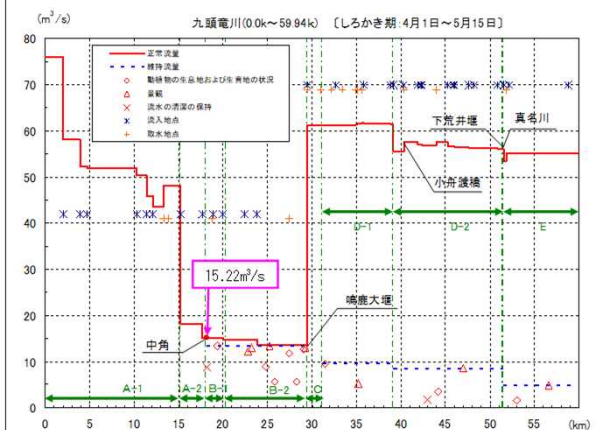 (m³/s)
九頭竜川(0.0k～59.94k) 〔しろかき期:4月1日～5月15日〕
80
70
60
50
40
30
20
10
0
正常流量
維持流量
動植物の生息地および生育地の状況
景観
流水の清潔の保持
流入地点
取水地点
下荒井堰
真名川
小舟渡橋
D-1
D-2
E
15.22m³/s
中角
鳴鹿大堰
A-1
A-2
B-1
B-2
C
0 5 10 15 20 25 30 35 40 45 50 55 (km)